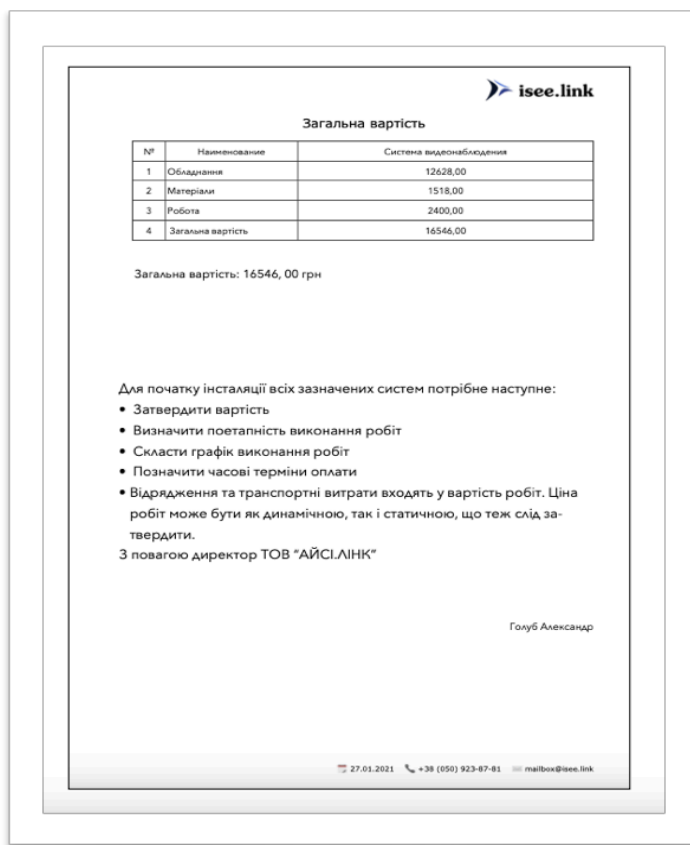 isee.link
Загальна вартість
№ Наименование Система видеонаблюдения
1 Обладнання 12628,00
2 Матеріали 1518,00
3 Робота 2400,00
4 Загальна вартість 16546,00
Загальна вартість: 16546, 00 грн
Для початку інсталяції всіх зазначених систем потрібне наступне:
• Затвердити вартість
• Визначити поетапність виконання робіт
• Скласти графік виконання робіт
• Позначити часові терміни оплати
• Відрядження та транспортні витрати входять у вартість робіт. Ціна
робіт може бути як динамічною, так і статичною, що теж слід за-
твердити.
З повагою директор ТОВ "АЙСІ.ЛІНК"
Голуб Александр
27.01.2021 +38 (050) 923-87-81 mailbox@isee.link